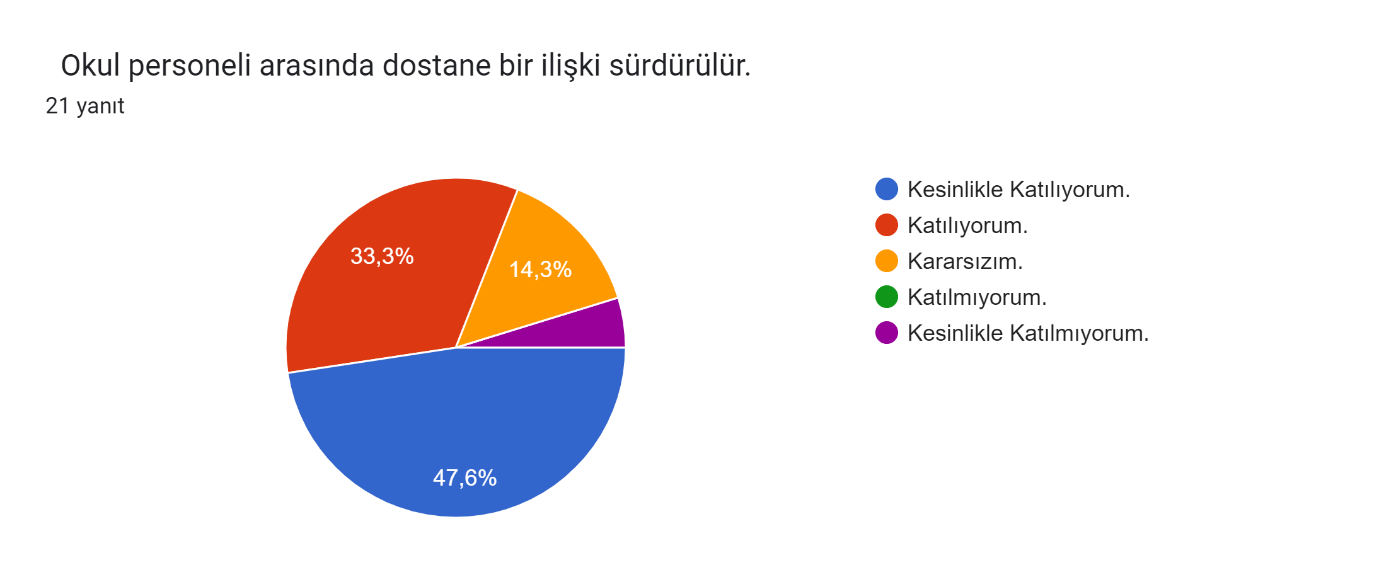 Okul personeli arasında dostane bir ilişki sürdürülür.
21 yanıt
33,3%
14,3%
47,6%
Kesinlikle Katılıyorum.
Katılıyorum.
Kararsızım.
Katılmıyorum.
Kesinlikle Katılmıyorum.